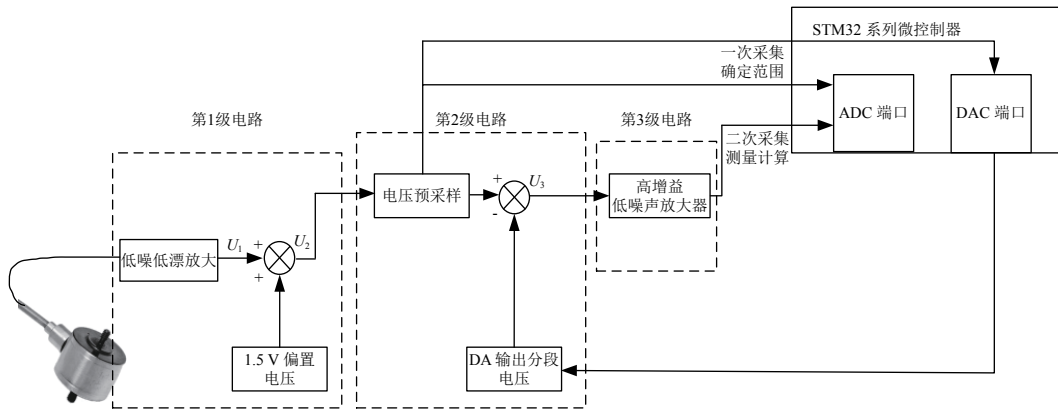 STM32 系列微控制器
一次采集
确定范围
ADC 端口
DAC 端口
第1级电路
第2级电路
第3级电路
二次采集
测量计算
电压预采样
+
U3
-
高增益
低噪声放大器
低噪低漂放大
U1
+
U2
+
1.5 V 偏置
电压
DA 输出分段
电压